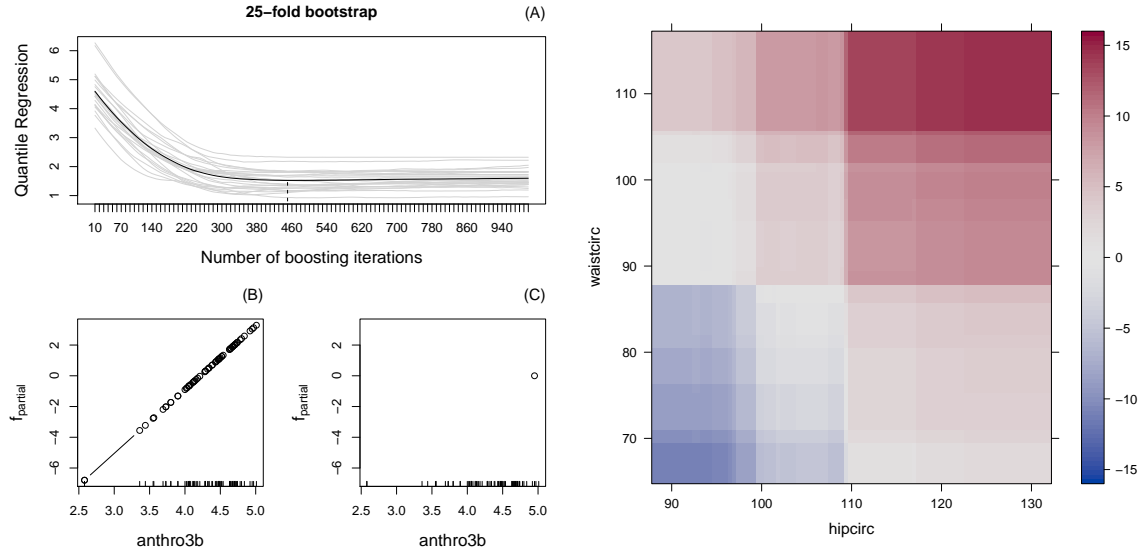 25−fold bootstrap
(A)
Quantile Regression
6
5
4
3
2
1
10 70 140 220 300 380 460 540 620 700 780 860 940
Number of boosting iterations
(B)
f_partial
2
0
−2
−4
−6
2.5 3.0 3.5 4.0 4.5 5.0
anthro3b
(C)
f_partial
2
0
−2
−4
−6
2.5 3.0 3.5 4.0 4.5 5.0
anthro3b
waistcirc
110
100
90
80
70
90 100 110 120 130
hipcirc
15
10
5
0
−5
−10
−15